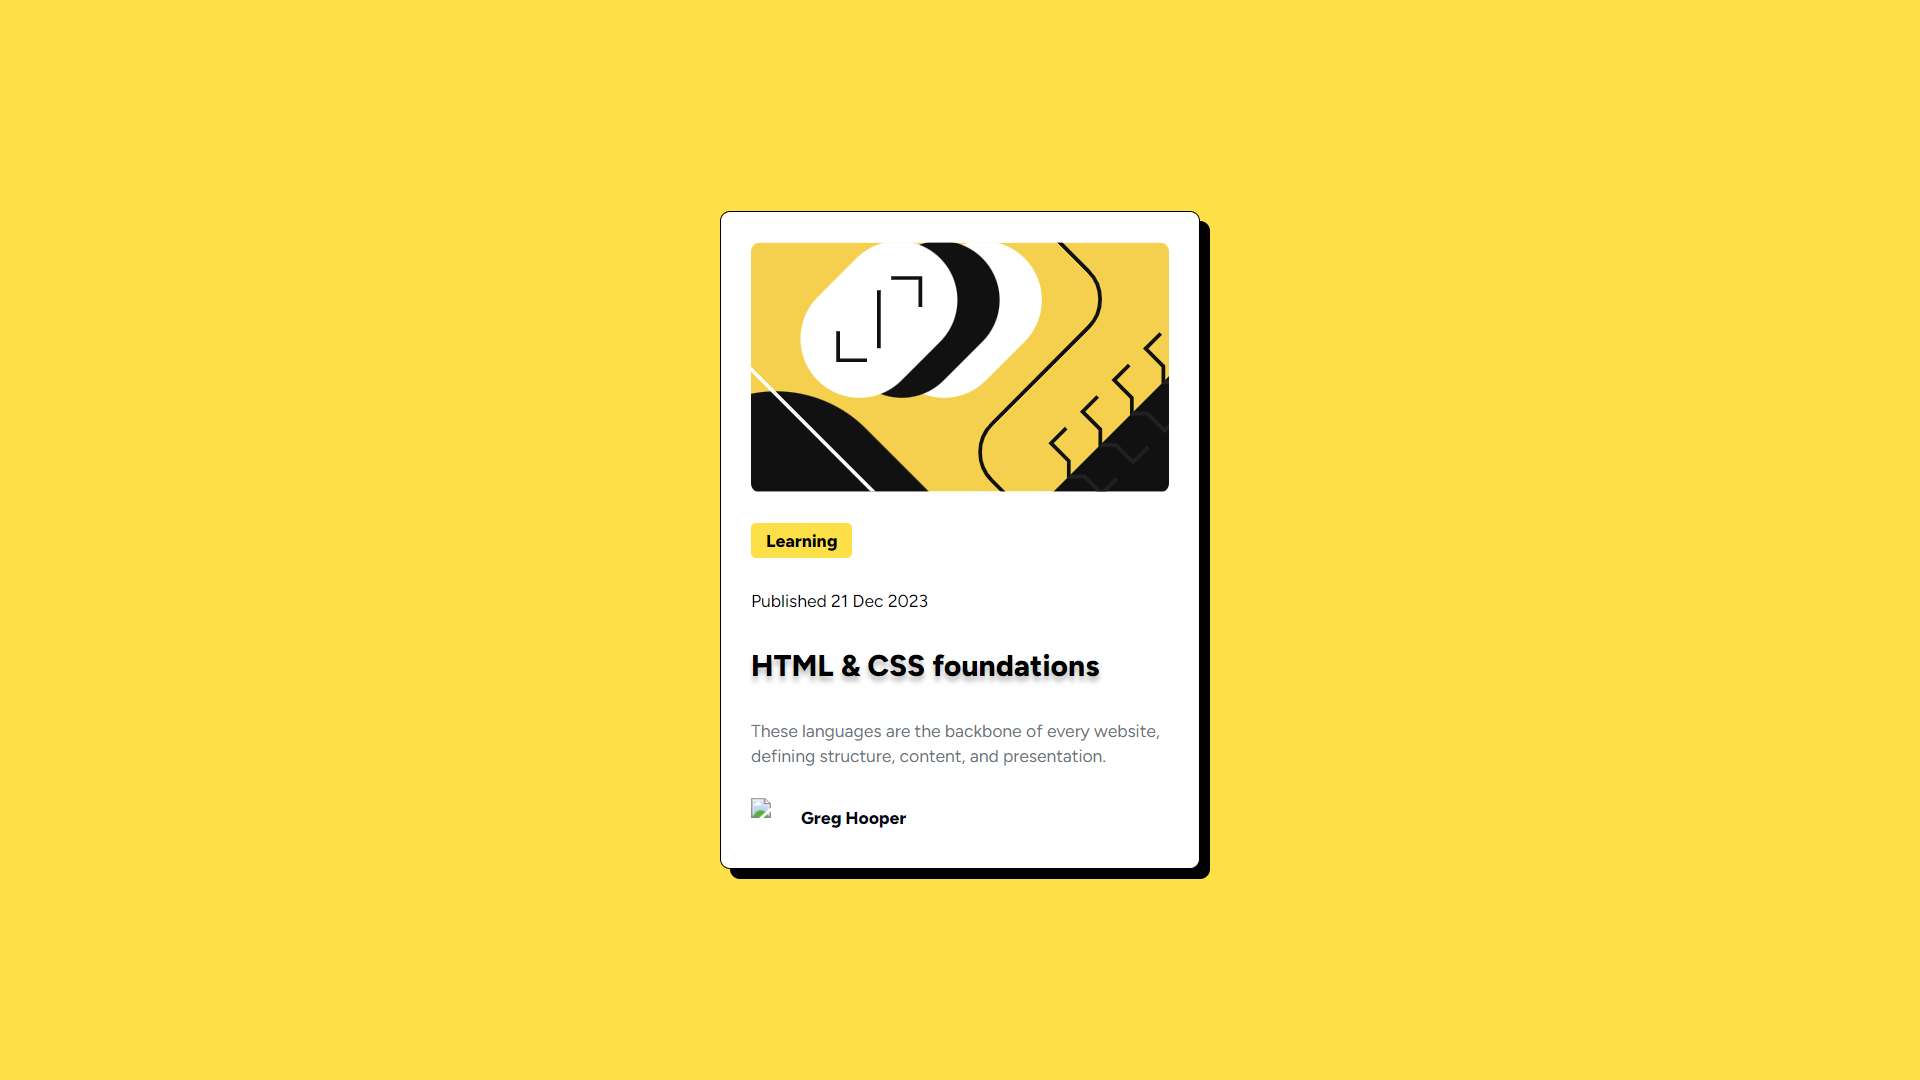 Learning
Published 21 Dec 2023
HTML & CSS foundations
These languages are the backbone of every website,
defining structure, content, and presentation.
Greg Hooper